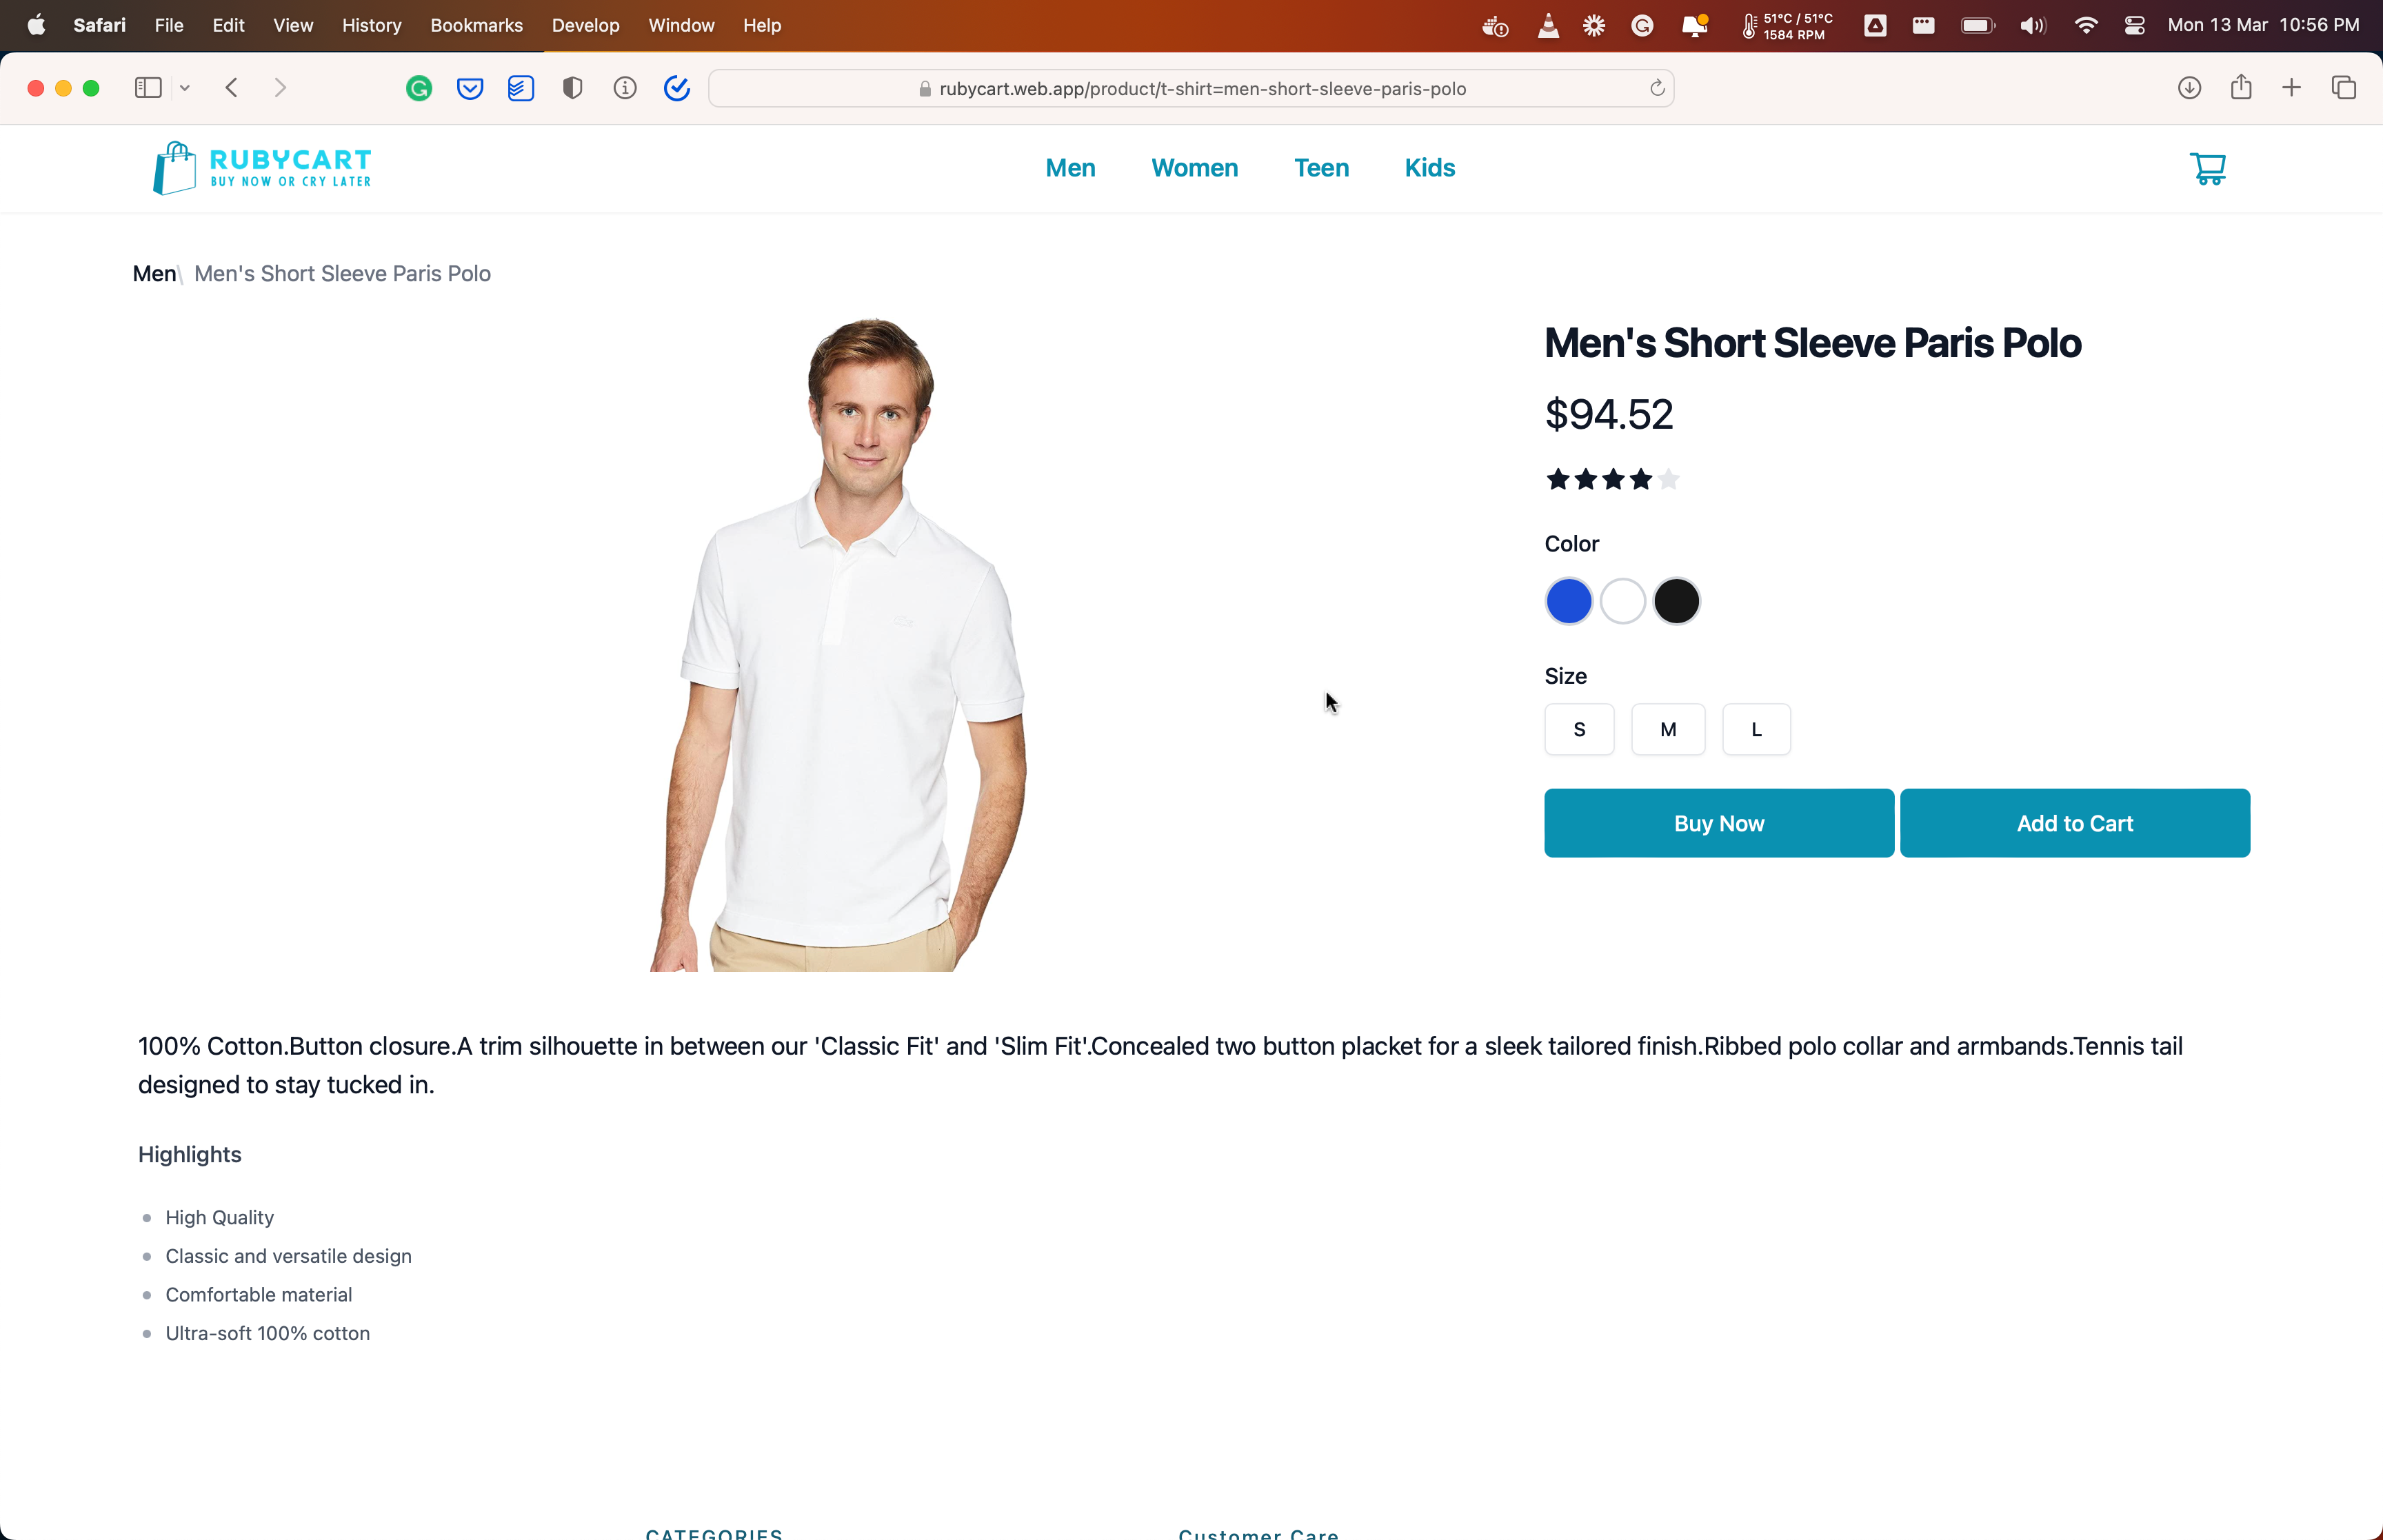 Safari File Edit View History Bookmarks Develop Window Help 51°C / 51°C Mon 13 Mar 10:56 PM
1584 RPM
rubycart.web.app/product/t-shirt=men-short-sleeve-paris-polo
RUBYCART
BUY NOW OR CRY LATER
Men Women Teen Kids
Men\ Men's Short Sleeve Paris Polo
Men's Short Sleeve Paris Polo
$94.52
Color
Size
S M L
Buy Now Add to Cart
100% Cotton.Button closure.A trim silhouette in between our 'Classic Fit' and 'Slim Fit'.Concealed two button placket for a sleek tailored finish.Ribbed polo collar and armbands.Tennis tail
designed to stay tucked in.
Highlights
High Quality
Classic and versatile design
Comfortable material
Ultra-soft 100% cotton
CATEGORIES Customer Care